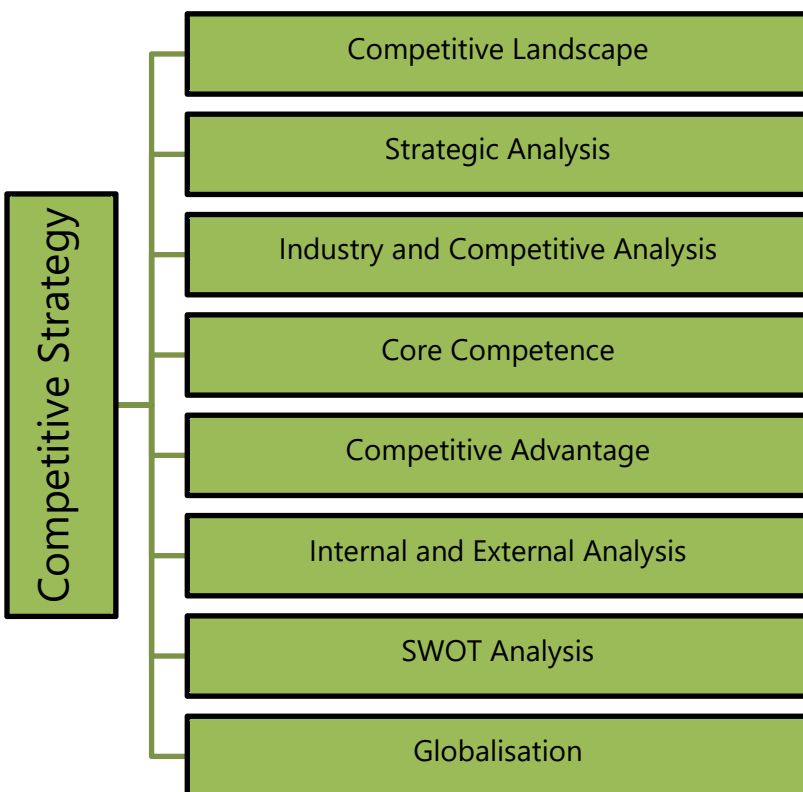 Competitive Strategy
Competitive Landscape
Strategic Analysis
Industry and Competitive Analysis
Core Competence
Competitive Advantage
Internal and External Analysis
SWOT Analysis
Globalisation